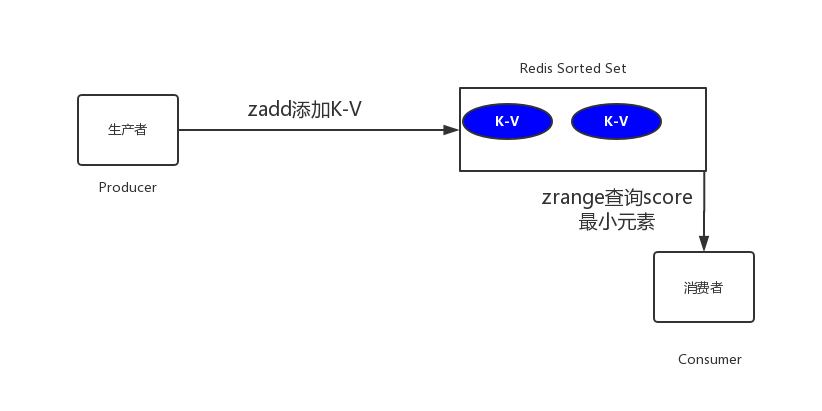 Redis Sorted Set
zadd添加K-V
K-V
K-V
生产者
Producer
zrange查询score
最小元素
消费者
Consumer